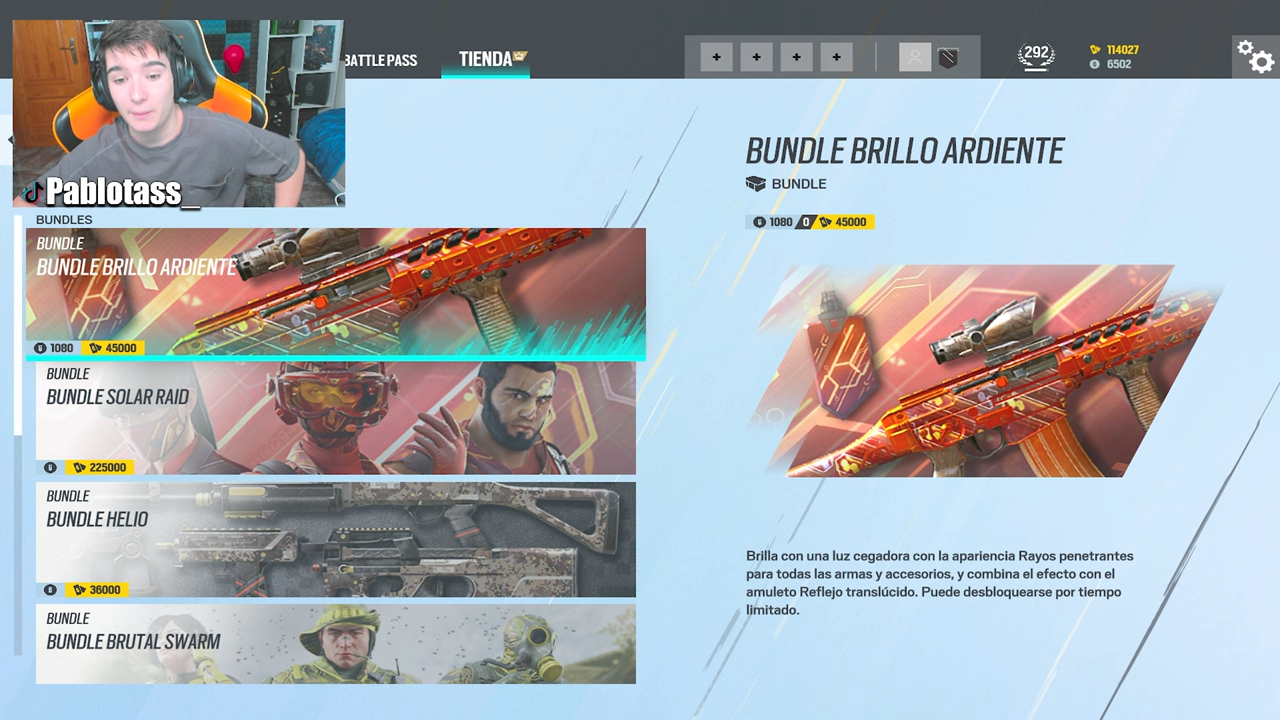 BATTLE PASS
TIENDA
+ + + +
292
114027
6502
Pablotass_
BUNDLES
BUNDLE
BUNDLE BRILLO ARDIENTE
1080 45000
BUNDLE
BUNDLE SOLAR RAID
225000
BUNDLE
BUNDLE HELIO
36000
BUNDLE
BUNDLE BRUTAL SWARM
BUNDLE BRILLO ARDIENTE
BUNDLE
1080 O 45000
Brilla con una luz cegadora con la apariencia Rayos penetrantes
para todas las armas y accesorios, y combina el efecto con el
amuleto Reflejo translúcido. Puede desbloquearse por tiempo
limitado.